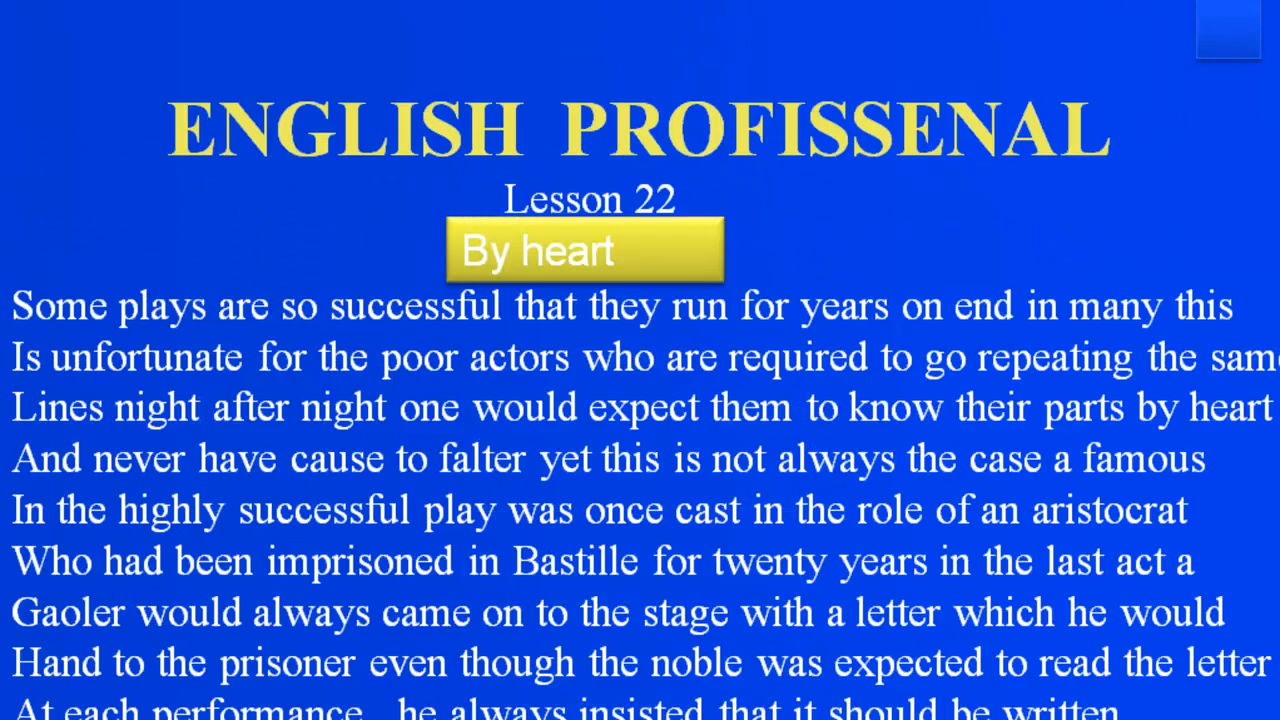 ENGLISH PROFISSENAL
Lesson 22
By heart
Some plays are so successful that they run for years on end in many this
Is unfortunate for the poor actors who are required to go repeating the sam
Lines night after night one would expect them to know their parts by heart
And never have cause to falter yet this is not always the case a famous
In the highly successful play was once cast in the role of an aristocrat
Who had been imprisoned in Bastille for twenty years in the last act a
Gaoler would always came on to the stage with a letter which he would
Hand to the prisoner even though the noble was expected to read the letter
At each performance he always insisted that it should be written